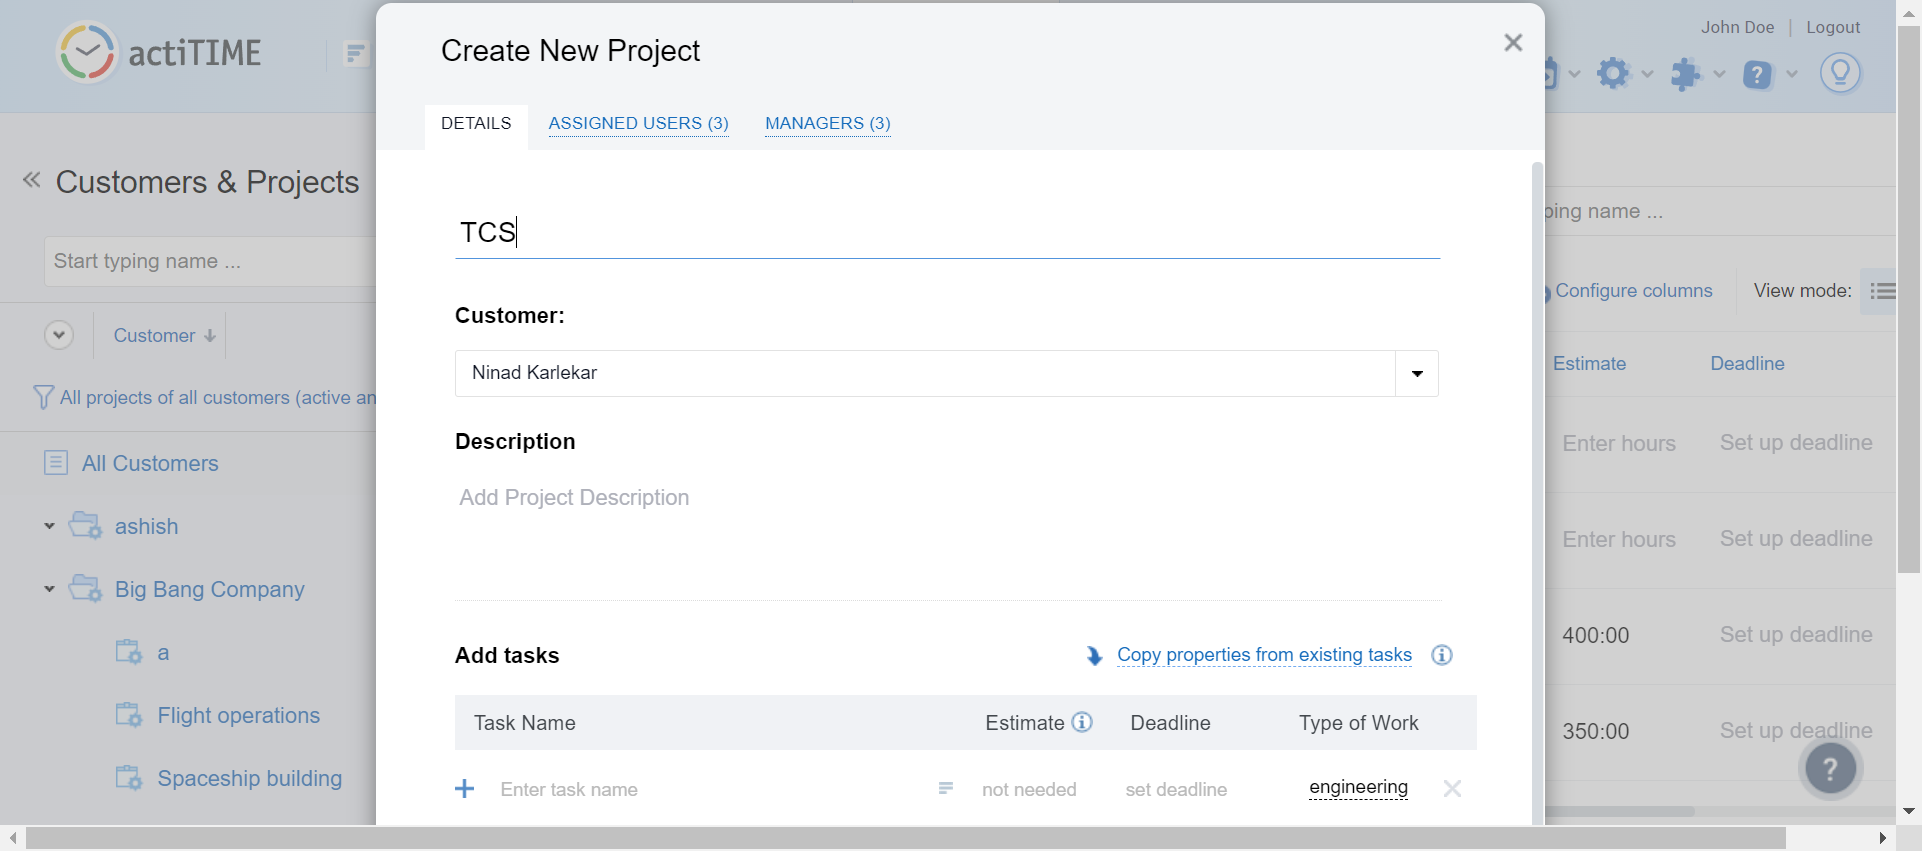 actiTIME
John Doe
Logout
Create New Project
DETAILS
ASSIGNED USERS (3)
MANAGERS (3)
Customers & Projects
Start typing name ...
Customer
All projects of all customers (active an
All Customers
ashish
Big Bang Company
a
Flight operations
Spaceship building
TCS
Customer:
Ninad Karlekar
Description
Add Project Description
Add tasks
Copy properties from existing tasks
Task Name
Estimate
Deadline
Type of Work
Enter task name
not needed
set deadline
engineering
ping name ...
Configure columns
View mode:
Estimate
Deadline
Enter hours
Set up deadline
Enter hours
Set up deadline
400:00
Set up deadline
350:00
Set up deadline